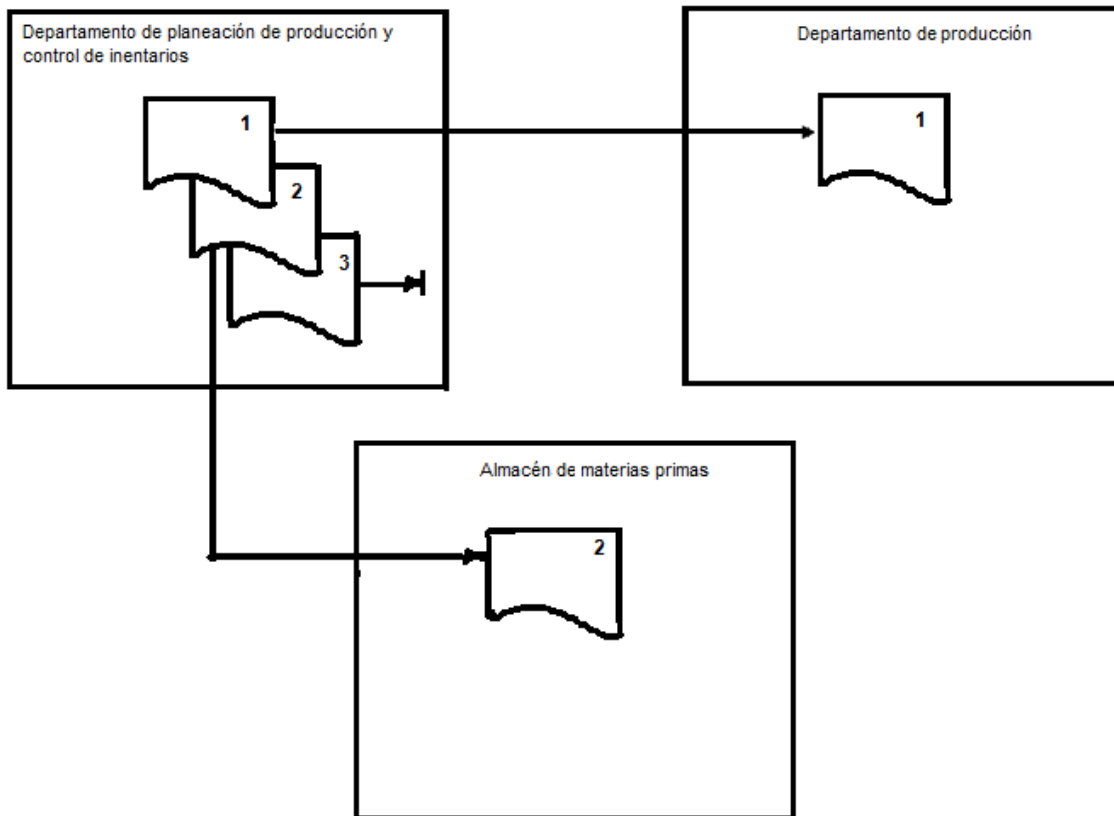 Departamento de planeación de producción y
control de inentarios
Departamento de producción
1
1
2
3
Almacén de materias primas
2